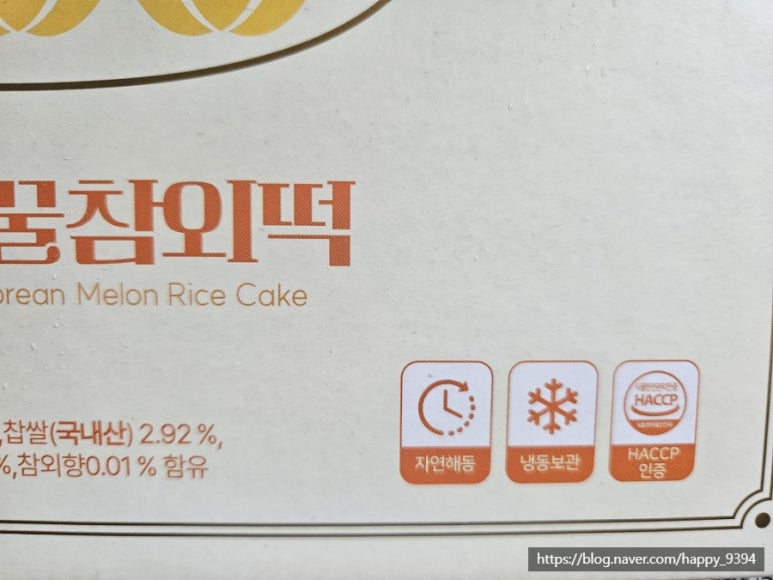 꿀참외떡
orean Melon Rice Cake
,찹쌀(국내산) 2.92%,
%,참외향0.01% 함유
자연해동
냉동보관
HACCP
HACCP
인증
https://blog.naver.com/happy_9394